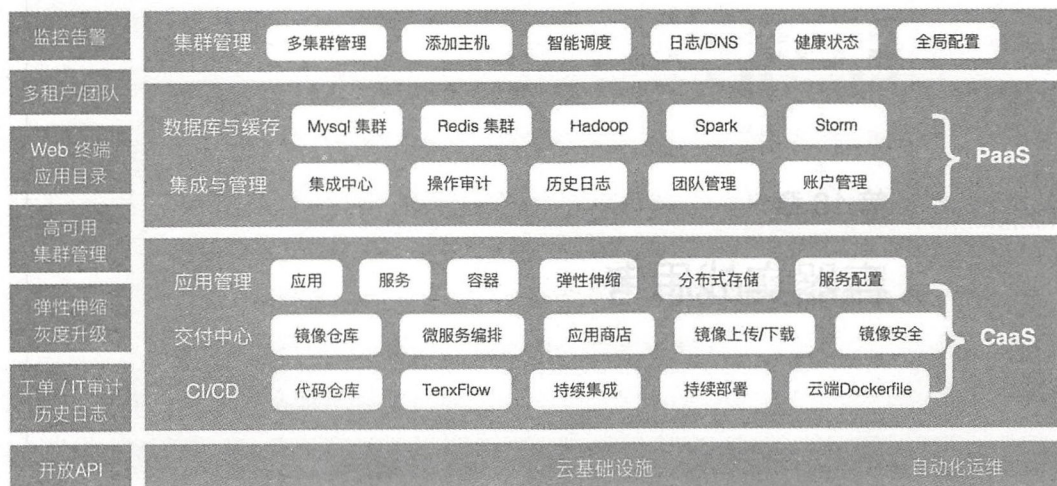 监控告警
多租户/团队
Web 终端
应用目录
高可用
集群管理
弹性伸缩
灰度升级
工单 / IT审计
历史日志
开放API
集群管理 多集群管理 添加主机 智能调度 日志/DNS 健康状态 全局配置
数据库与缓存 Mysql 集群 Redis 集群 Hadoop Spark Storm
集成与管理 集成中心 操作审计 历史日志 团队管理 账户管理
PaaS
应用管理 应用 服务 容器 弹性伸缩 分布式存储 服务配置
交付中心 镜像仓库 微服务编排 应用商店 镜像上传/下载 镜像安全
CaaS
CI/CD 代码仓库 TenxFlow 持续集成 持续部署 云端Dockerfile
云基础设施 自动化运维